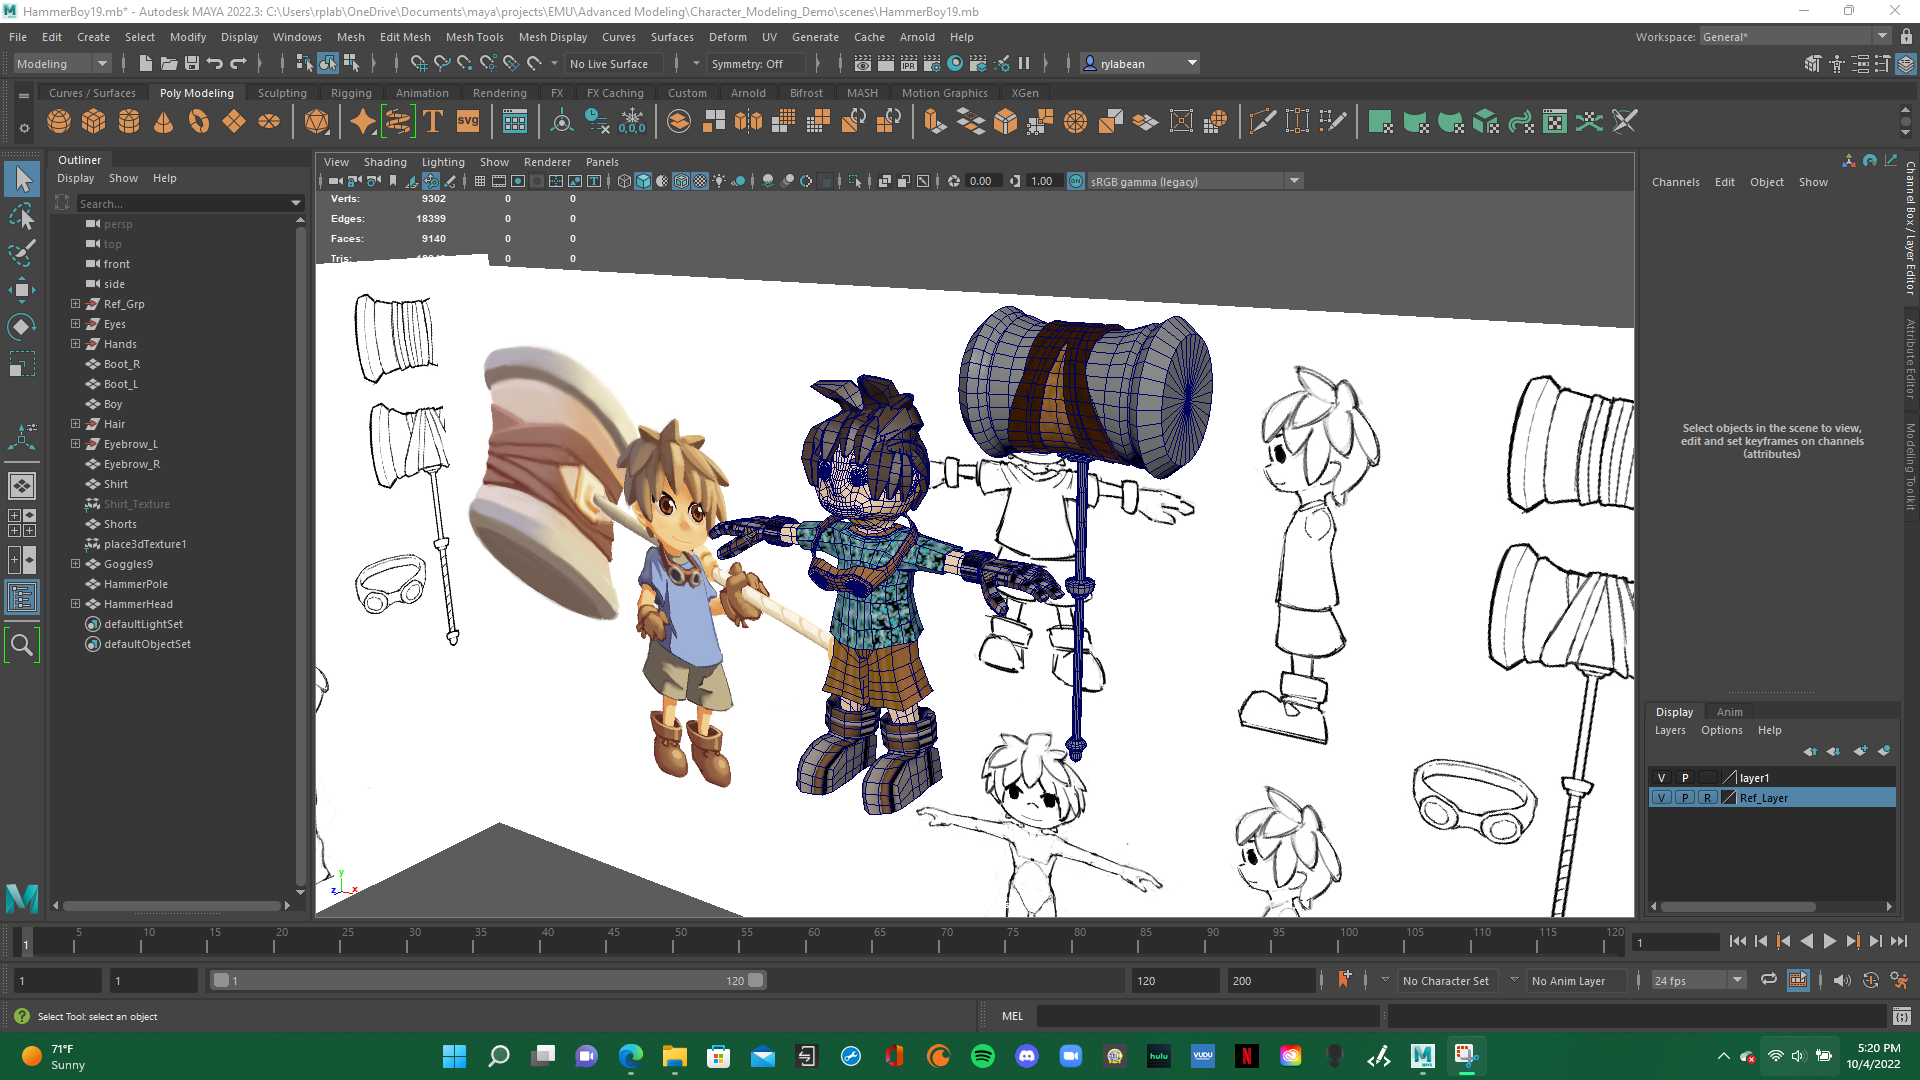 HammerBoy19.mb* - Autodesk MAYA 2022.3: C:\Users\rplab\OneDrive\Documents\maya\projects\EMU\Advanced Modeling\Character_Modeling_Demo\scenes\HammerBoy19.mb
File Edit Create Select Modify Display Windows Mesh Edit Mesh Mesh Tools Mesh Display Curves Surfaces Deform UV Generate Cache Arnold Help
Workspace: General*
Modeling No Live Surface Symmetry: Off IPR rylabean
Curves / Surfaces Poly Modeling Sculpting Rigging Animation Rendering FX FX Caching Custom Arnold Bifrost MASH Motion Graphics XGen
T svg 0,0,0
Outliner
Display Show Help
Search...
persp
top
front
side
Ref_Grp
Eyes
Hands
Boot_R
Boot_L
Boy
Hair
Eyebrow_L
Eyebrow_R
Shirt
Shirt_Texture
Shorts
place3dTexture1
Goggles9
HammerPole
HammerHead
defaultLightSet
defaultObjectSet
View Shading Lighting Show Renderer Panels
0.00 1.00 ON sRGB gamma (legacy)
Verts: 9302 0 0
Edges: 18399 0 0
Faces: 9140 0 0
Tris: 0 0
y
z x
Channels Edit Object Show
Channel Box / Layer Editor
Attribute Editor
Modeling Toolkit
Select objects in the scene to view,
edit and set keyframes on channels
(attributes)
Display Anim
Layers Options Help
V P layer1
V P R Ref_Layer
1 5 10 15 20 25 30 35 40 45 50 55 60 65 70 75 80 85 90 95 100 105 110 115 120 1
1 1 1 120 120 200 No Character Set No Anim Layer 24 fps
Select Tool: select an object MEL
71°F
Sunny
hulu VUDU N
5:20 PM
10/4/2022